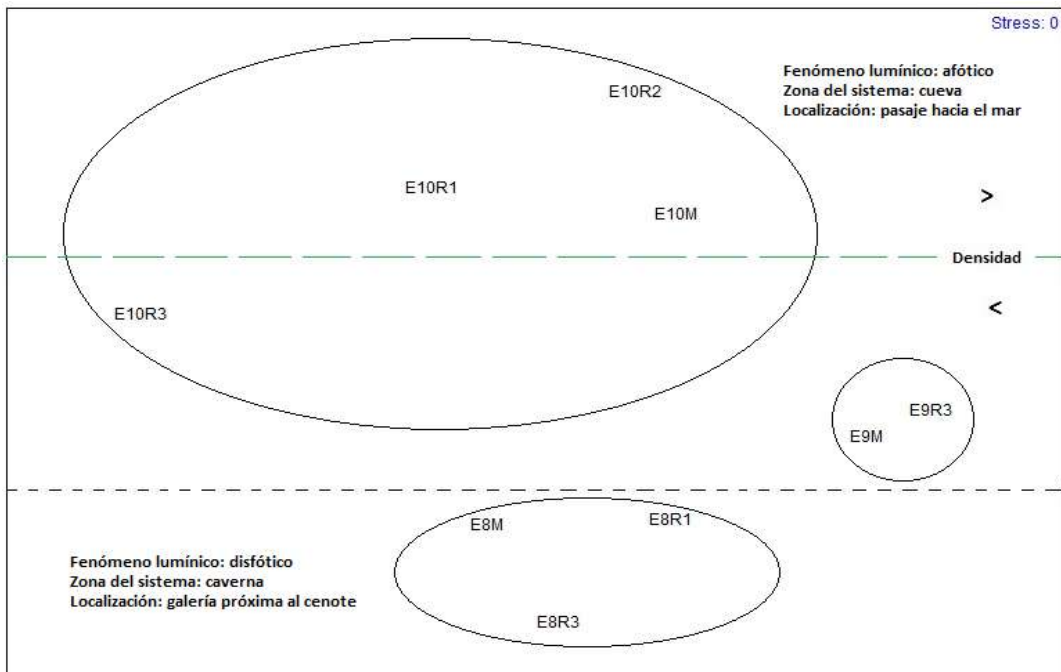 Stress: 0
Fenómeno lumínico: afótico
Zona del sistema: cueva
Localización: pasaje hacia el mar
E10R2
E10R1
E10M
>
Densidad
<
E10R3
E9R3
E9M
E8M
E8R1
Fenómeno lumínico: disfótico
Zona del sistema: caverna
Localización: galería próxima al cenote
E8R3